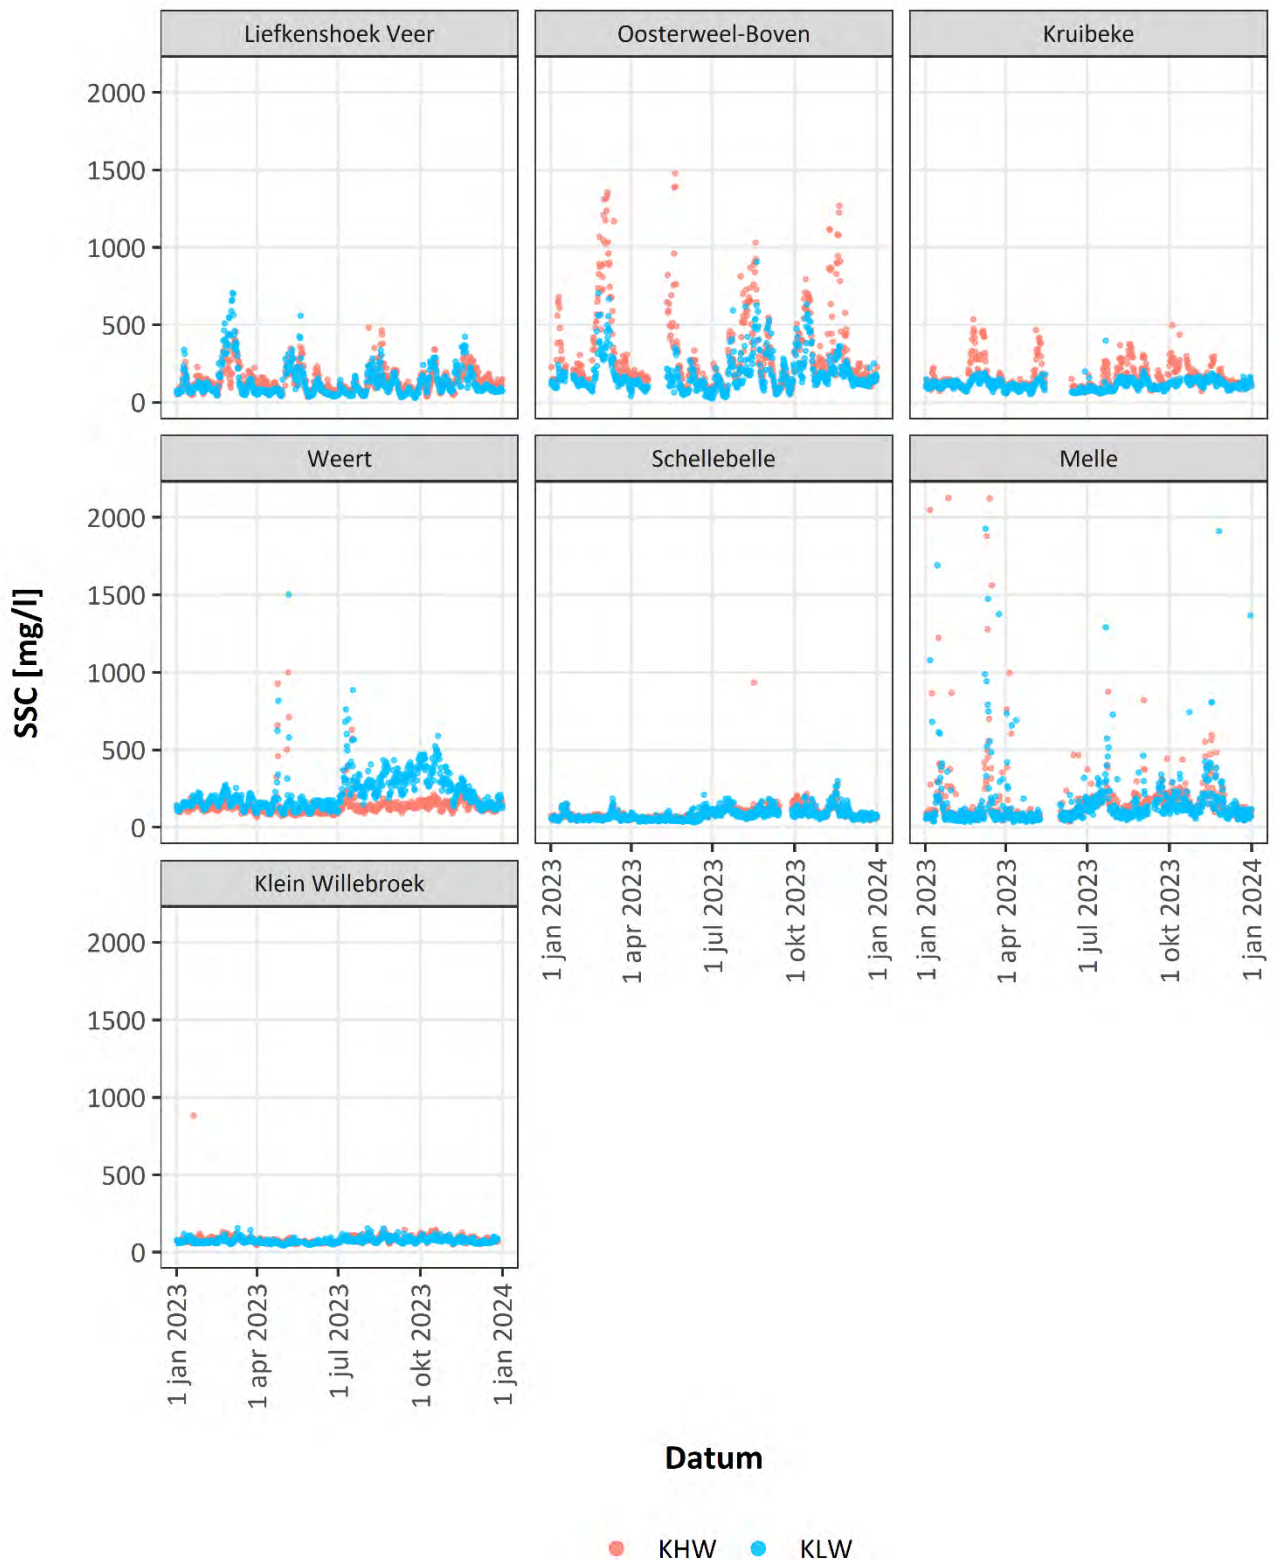 Liefkenshoek Veer Oosterweel-Boven Kruibeke
2000
1500
1000
500
0
Weert Schellebelle Melle
2000
1500
1000
500
0
SSC [mg/l]
1 jan 2023 1 apr 2023 1 jul 2023 1 okt 2023 1 jan 2024 1 jan 2023 1 apr 2023 1 jul 2023 1 okt 2023 1 jan 2024
Klein Willebroek
2000
1500
1000
500
0
1 jan 2023 1 apr 2023 1 jul 2023 1 okt 2023 1 jan 2024
Datum
KHW KLW